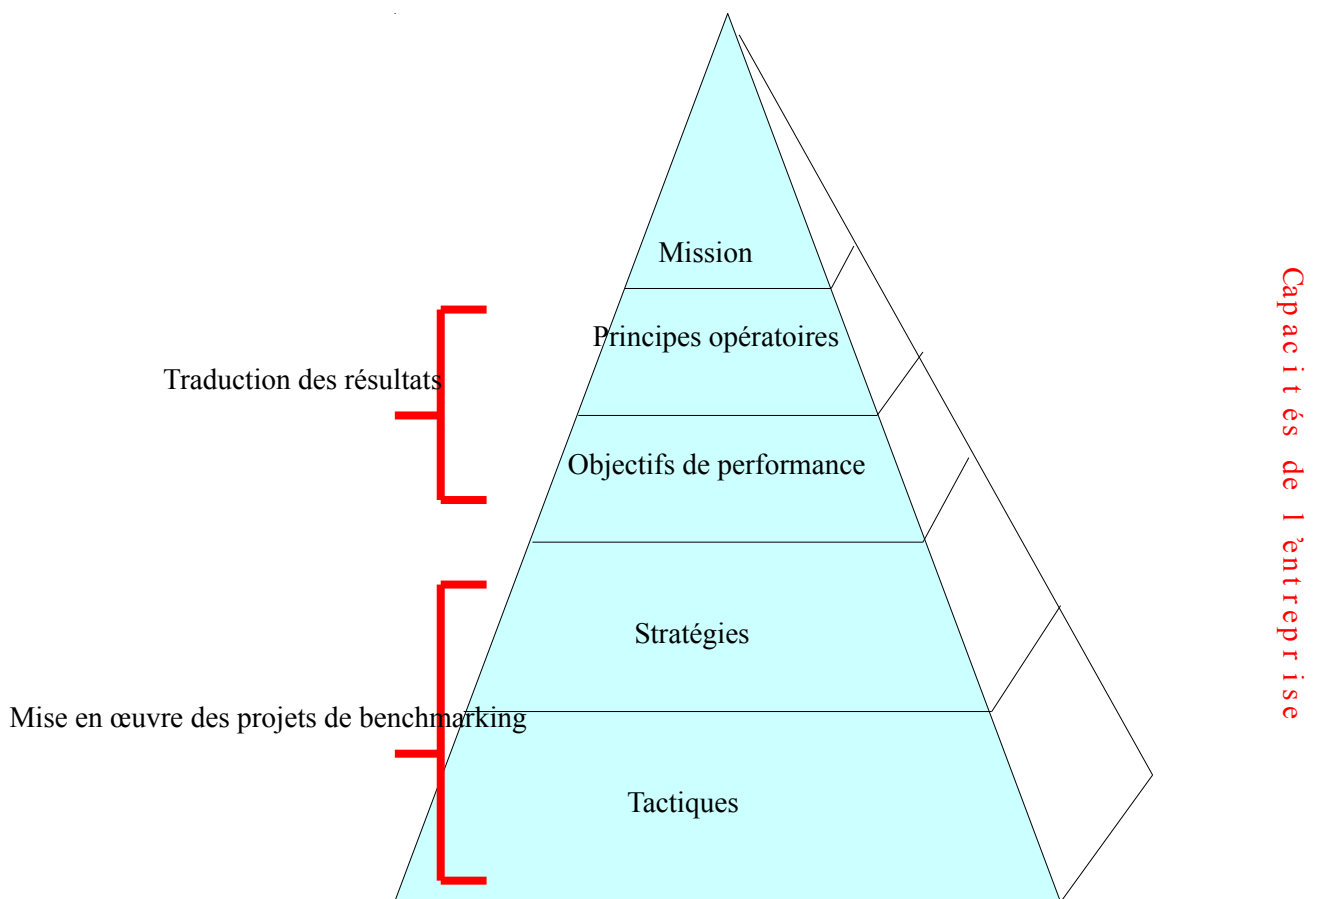 Mission
Principes opératoires
Traduction des résultats
Objectifs de performance
Stratégies
Mise en œuvre des projets de benchmarking
Tactiques
Capacités de l’entreprise